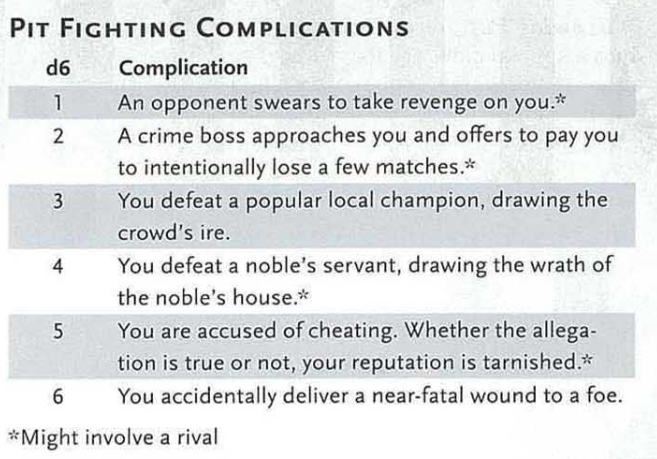 PIT FIGHTING COMPLICATIONS
d6 Complication
1 An opponent swears to take revenge on you.*
2 A crime boss approaches you and offers to pay you
to intentionally lose a few matches.*
3 You defeat a popular local champion, drawing the
crowd's ire.
4 You defeat a noble's servant, drawing the wrath of
the noble's house.*
5 You are accused of cheating. Whether the allega-
tion is true or not, your reputation is tarnished.*
6 You accidentally deliver a near-fatal wound to a foe.
*Might involve a rival